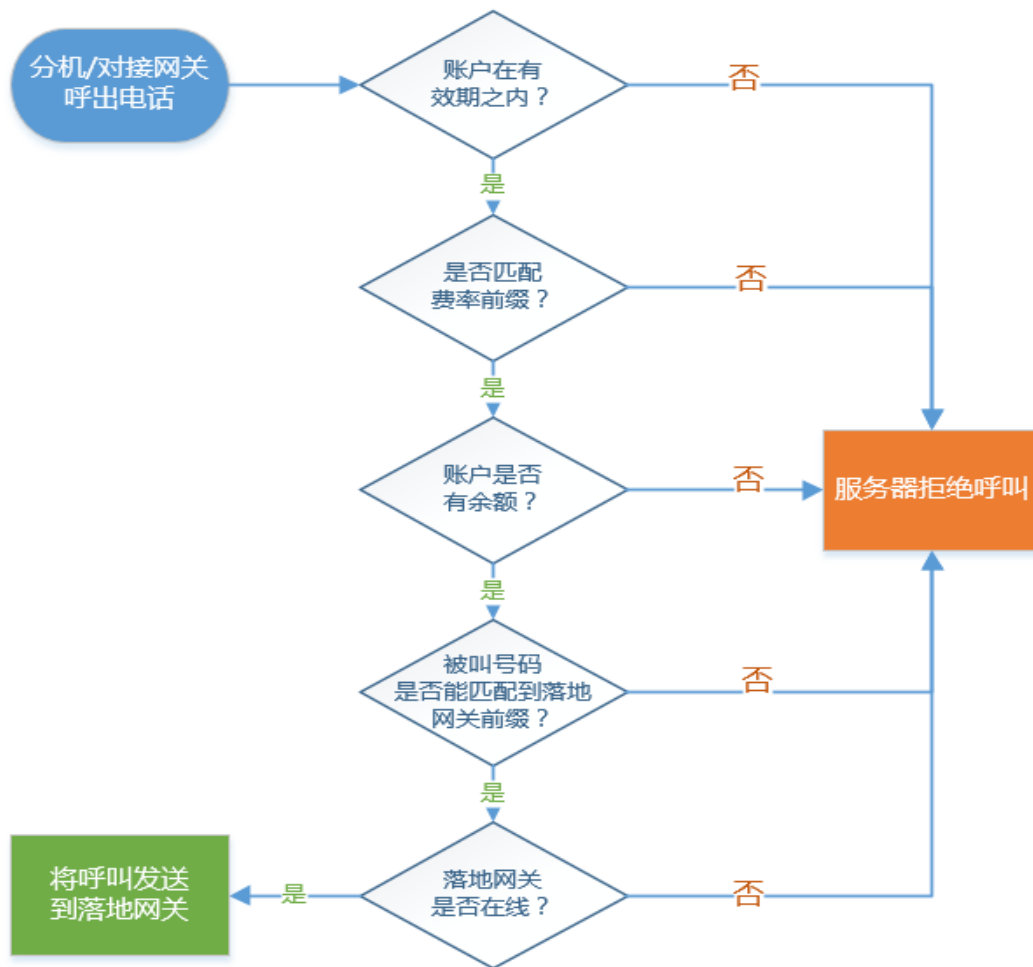 分机/对接网关
呼出电话
账户在有
效期之内？
否
是
是否匹配
费率前缀？
否
是
账户是否
有余额？
否
服务器拒绝呼叫
是
被叫号码
是否能匹配到落地
网关前缀？
否
是
将呼叫发送
到落地网关
是
落地网关
是否在线？
否